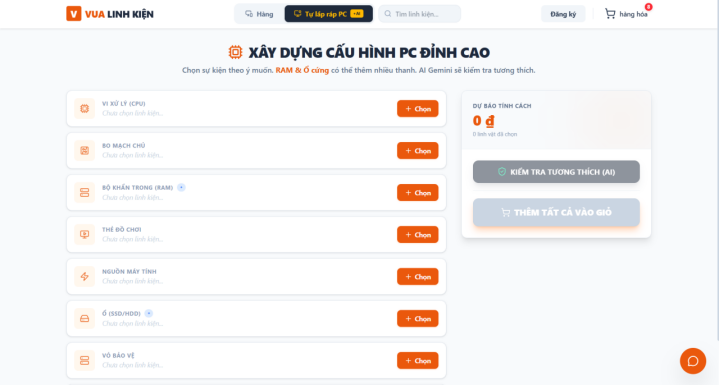 V VUA LINH KIỆN
Hàng
Tự lắp ráp PC +AI
Tìm linh kiện...
Đăng ký
hàng hóa
0
XÂY DỰNG CẤU HÌNH PC ĐỈNH CAO
Chọn sự kiện theo ý muốn. RAM & Ổ cứng có thể thêm nhiều thanh. AI Gemini sẽ kiểm tra tương thích.
VI XỬ LÝ (CPU)
Chưa chọn linh kiện...
+ Chọn
BO MẠCH CHỦ
Chưa chọn linh kiện...
+ Chọn
BỘ KHẨN TRONG (RAM) +
Chưa chọn linh kiện...
+ Chọn
THẺ ĐỒ CHƠI
Chưa chọn linh kiện...
+ Chọn
NGUỒN MÁY TÍNH
Chưa chọn linh kiện...
+ Chọn
Ổ (SSD/HDD) +
Chưa chọn linh kiện...
+ Chọn
VỎ BẢO VỆ
Chưa chọn linh kiện...
+ Chọn
DỰ BÁO TÍNH CÁCH
0 ₫
0 linh vật đã chọn
KIỂM TRA TƯƠNG THÍCH (AI)
THÊM TẤT CẢ VÀO GIỎ